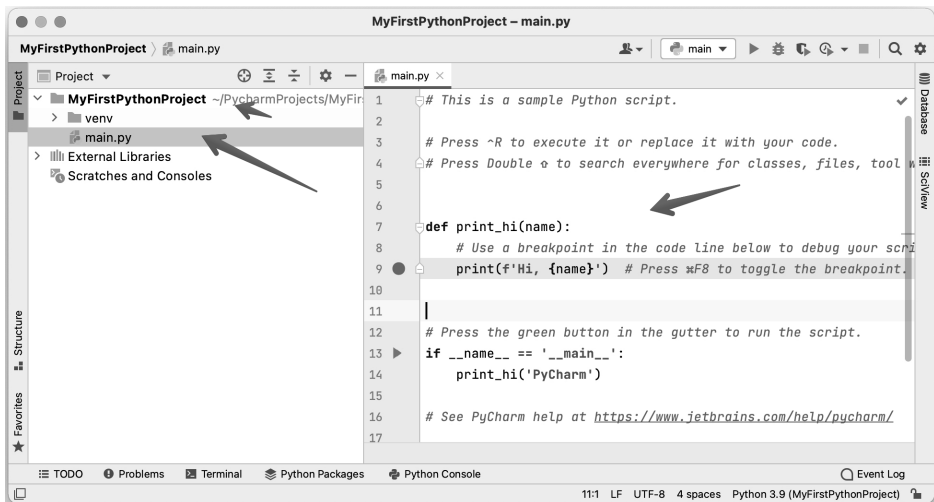 MyFirstPythonProject – main.py
MyFirstPythonProject main.py
main
Project
Project
main.py
MyFirstPythonProject ~/PycharmProjects/MyFir
venv
main.py
External Libraries
Scratches and Consoles
Structure
Favorites
1 # This is a sample Python script.
2
3 # Press ^R to execute it or replace it with your code.
4 # Press Double ⇧ to search everywhere for classes, files, tool w
5
6
7 def print_hi(name):
8 # Use a breakpoint in the code line below to debug your scri
9 print(f'Hi, {name}') # Press ⌘F8 to toggle the breakpoint.
10
11
12 # Press the green button in the gutter to run the script.
13 if __name__ == '__main__':
14 print_hi('PyCharm')
15
16 # See PyCharm help at https://www.jetbrains.com/help/pycharm/
17
Database
SciView
TODO Problems Terminal Python Packages Python Console Event Log
11:1 LF UTF-8 4 spaces Python 3.9 (MyFirstPythonProject)